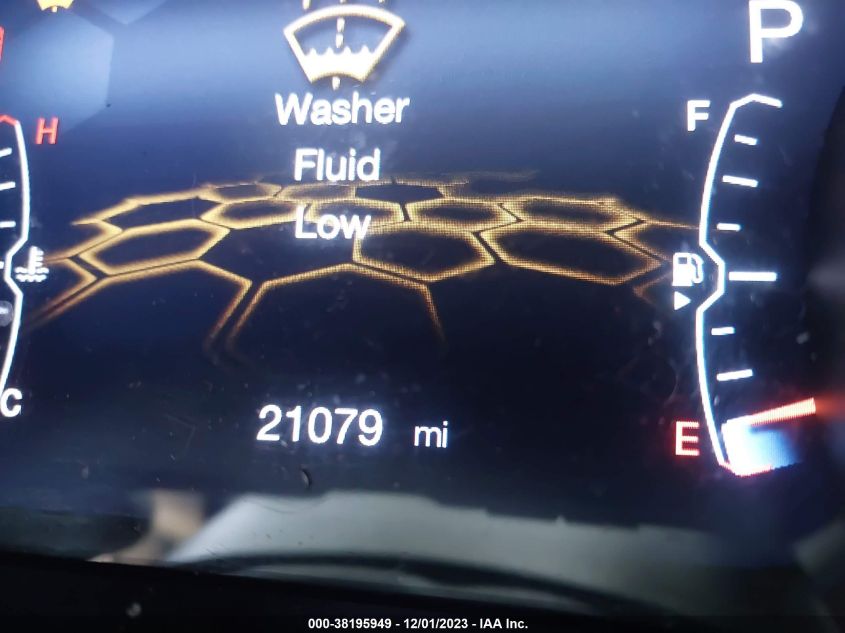 P
H
Washer
F
Fluid
Low
C
21079 mi
E
000-38195949 - 12/01/2023 - IAA Inc.